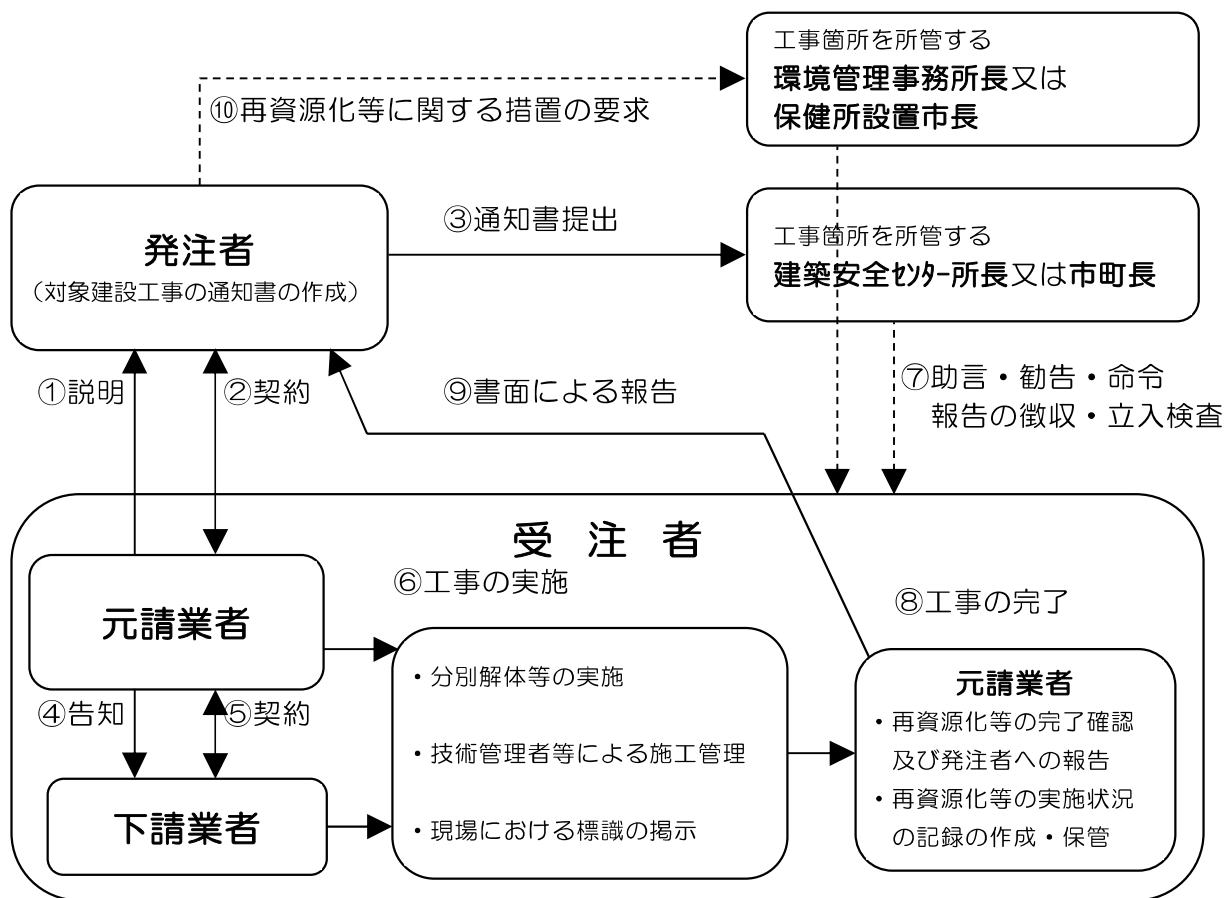 工事箇所を所管する
環境管理事務所長又は
保健所設置市長
⑩再資源化等に関する措置の要求
発注者
（対象建設工事の通知書の作成）
③通知書提出
工事箇所を所管する
建築安全ｾﾝﾀｰ所長又は市町長
①説明
②契約
⑨書面による報告
⑦助言・勧告・命令
報告の徴収・立入検査
受 注 者
元請業者
⑥工事の実施
⑧工事の完了
④告知
⑤契約
下請業者
・分別解体等の実施
・技術管理者等による施工管理
・現場における標識の掲示
元請業者
・再資源化等の完了確認
及び発注者への報告
・再資源化等の実施状況
の記録の作成・保管